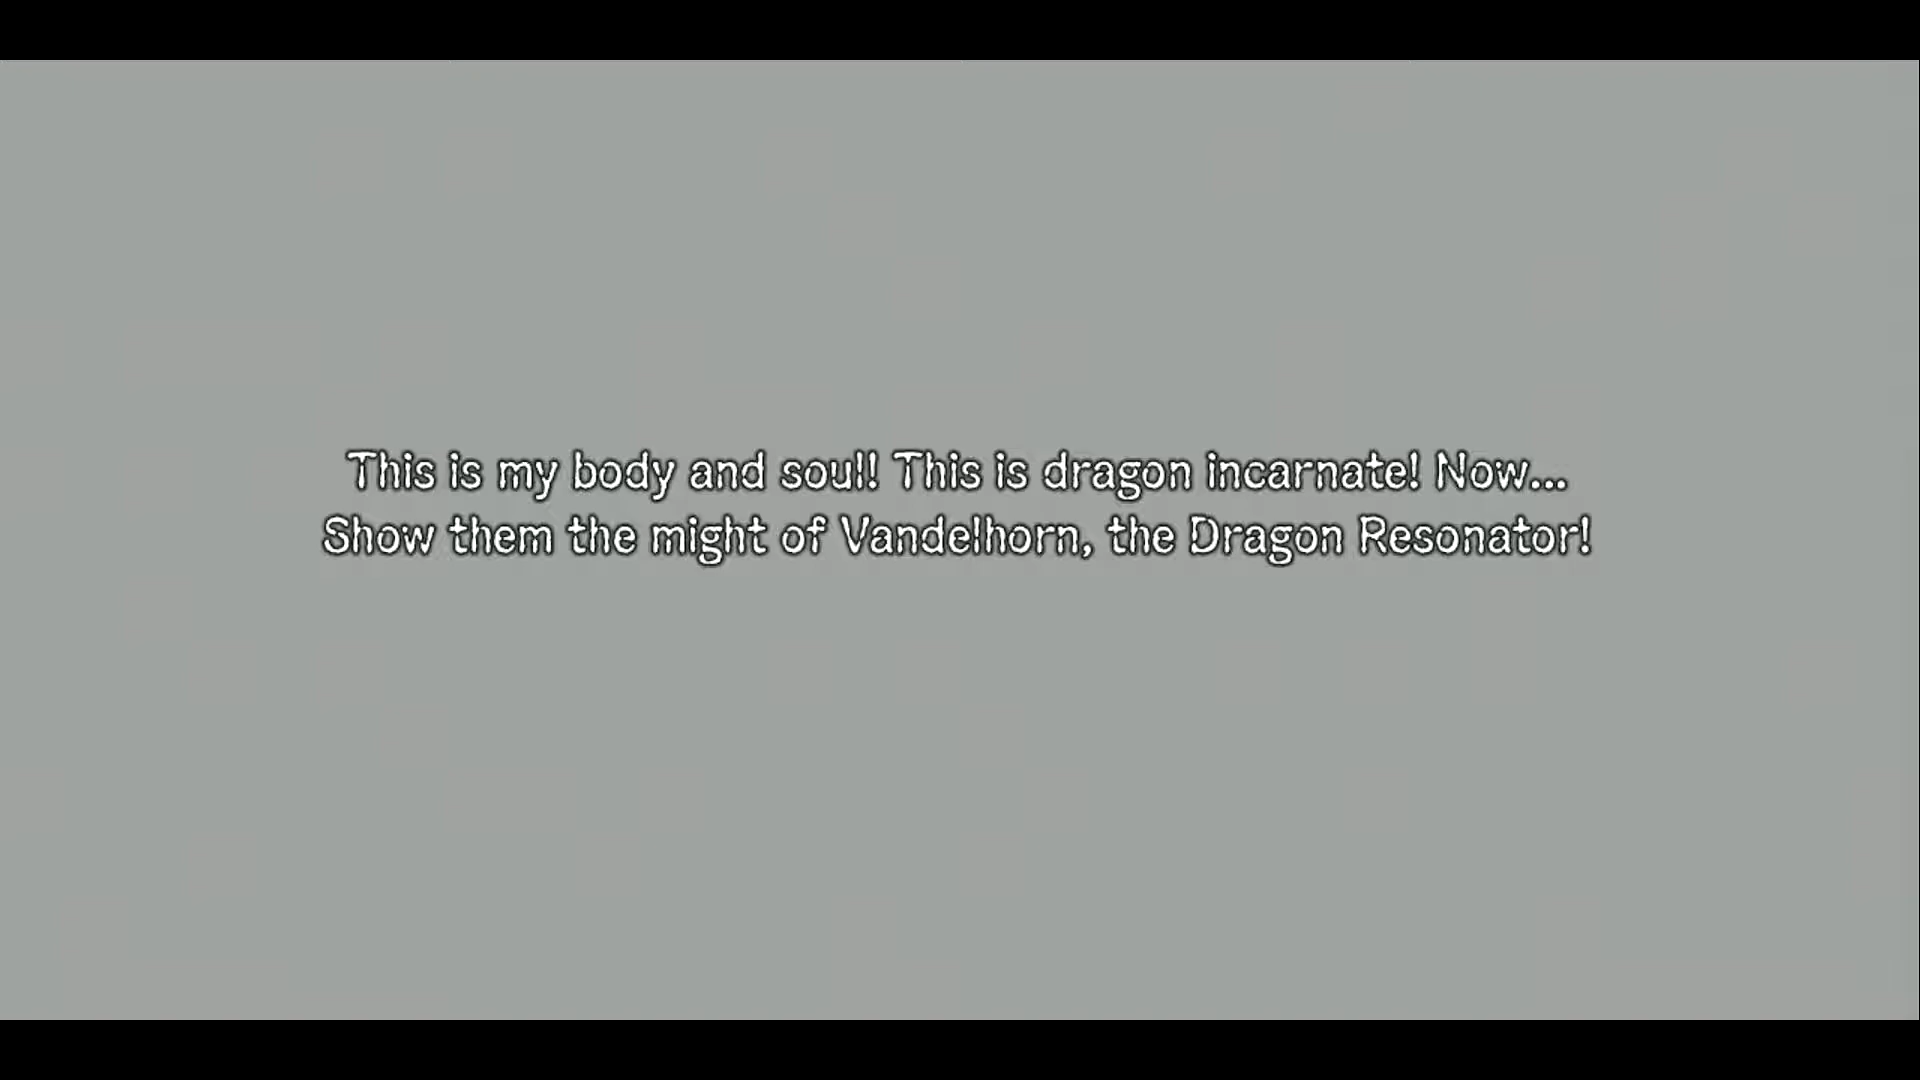 This is my body and soul! This is dragon incarnate! Now...
Show them the might of Vandelhorn, the Dragon Resonator!